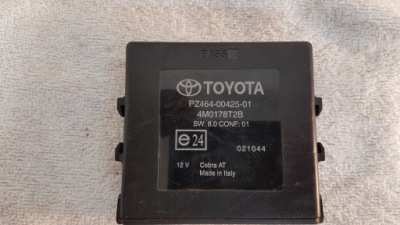 PASS
TOYOTA
PZ464-00425-01
4M0178T2B
SW: 8.0 CONF: 01
e24
021044
12 V Cobra AT
Made in Italy